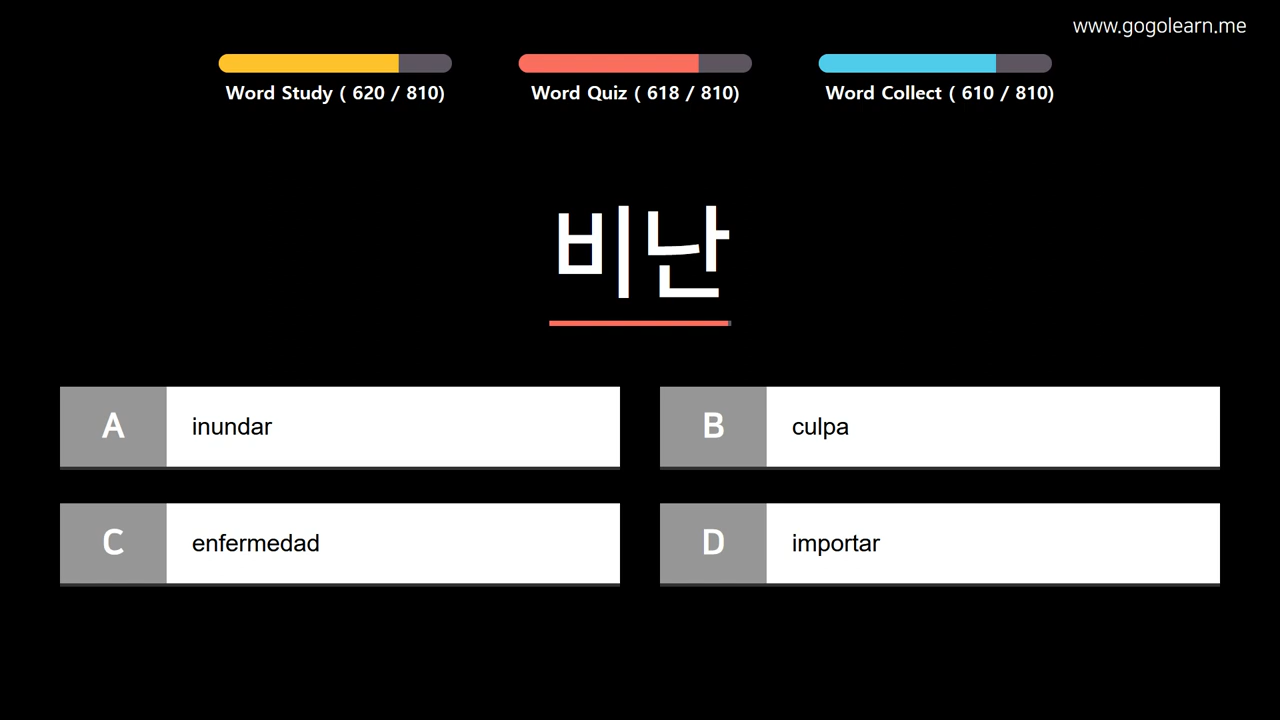 www.gogolearn.me
Word Study ( 620 / 810)
Word Quiz ( 618 / 810)
Word Collect ( 610 / 810)
비난
A inundar
B culpa
C enfermedad
D importar